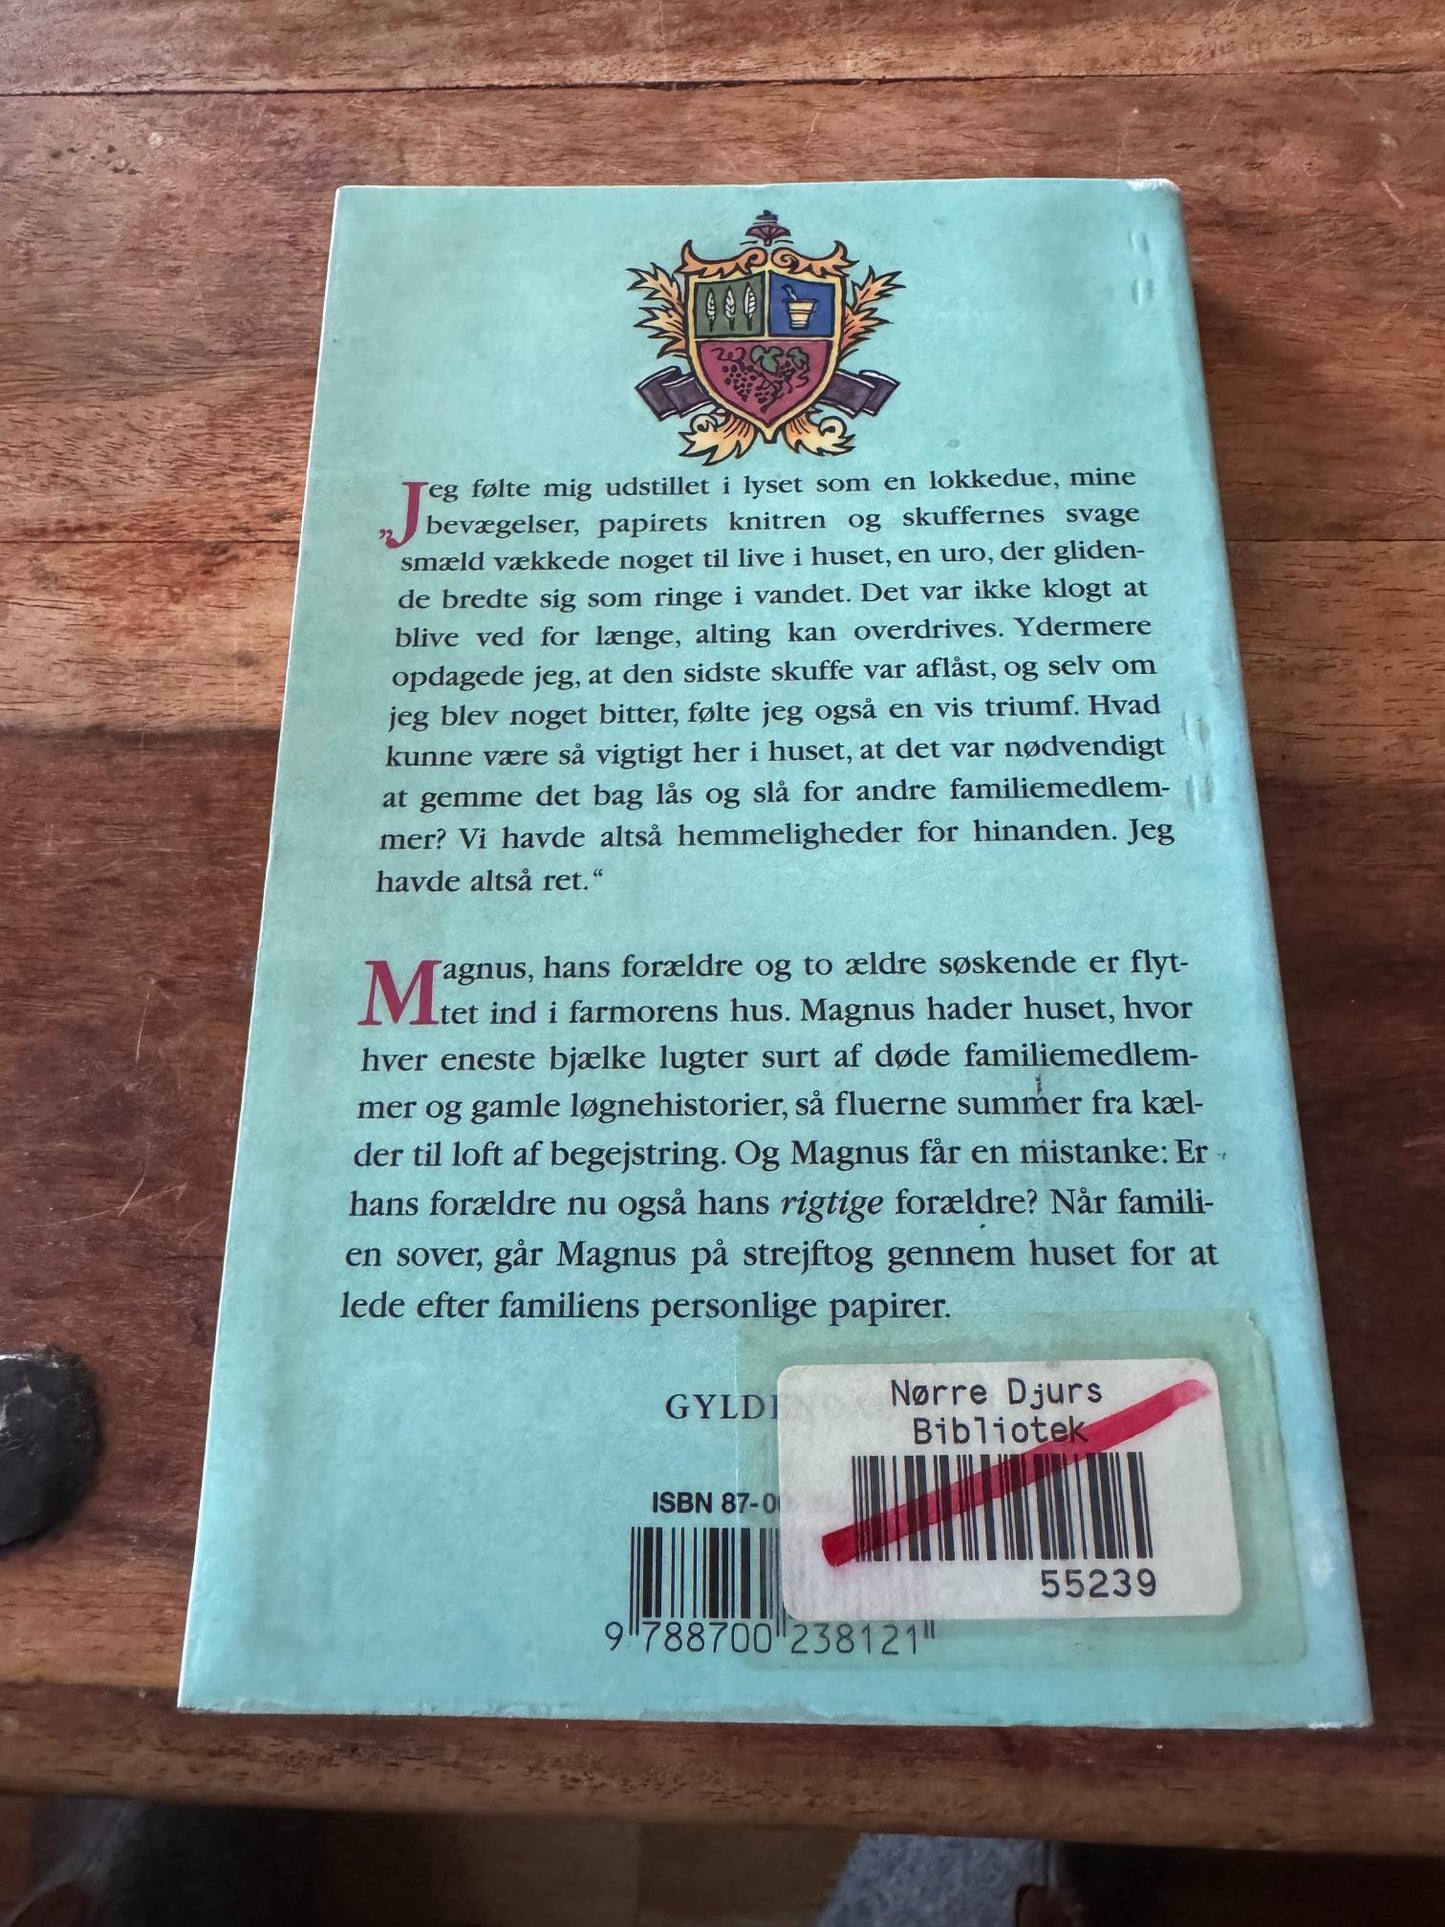 „Jeg følte mig udstillet i lyset som en lokkedue, mine
bevægelser, papirets knitren og skuffernes svage
smæld vækkede noget til live i huset, en uro, der gliden-
de bredte sig som ringe i vandet. Det var ikke klogt at
blive ved for længe, alting kan overdrives. Ydermere
opdagede jeg, at den sidste skuffe var aflåst, og selv om
jeg blev noget bitter, følte jeg også en vis triumf. Hvad
kunne være så vigtigt her i huset, at det var nødvendigt
at gemme det bag lås og slå for andre familiemedlem-
mer? Vi havde altså hemmeligheder for hinanden. Jeg
havde altså ret.“
Magnus, hans forældre og to ældre søskende er flyt-
tet ind i farmorens hus. Magnus hader huset, hvor
hver eneste bjælke lugter surt af døde familiemedlem-
mer og gamle løgnehistorier, så fluerne summer fra kæl-
der til loft af begejstring. Og Magnus får en mistanke: Er
hans forældre nu også hans rigtige forældre? Når famili-
en sover, går Magnus på strejftog gennem huset for at
lede efter familiens personlige papirer.
GYLDEN
Nørre Djurs
Bibliotek
55239
ISBN 87-00
9 788700 238121